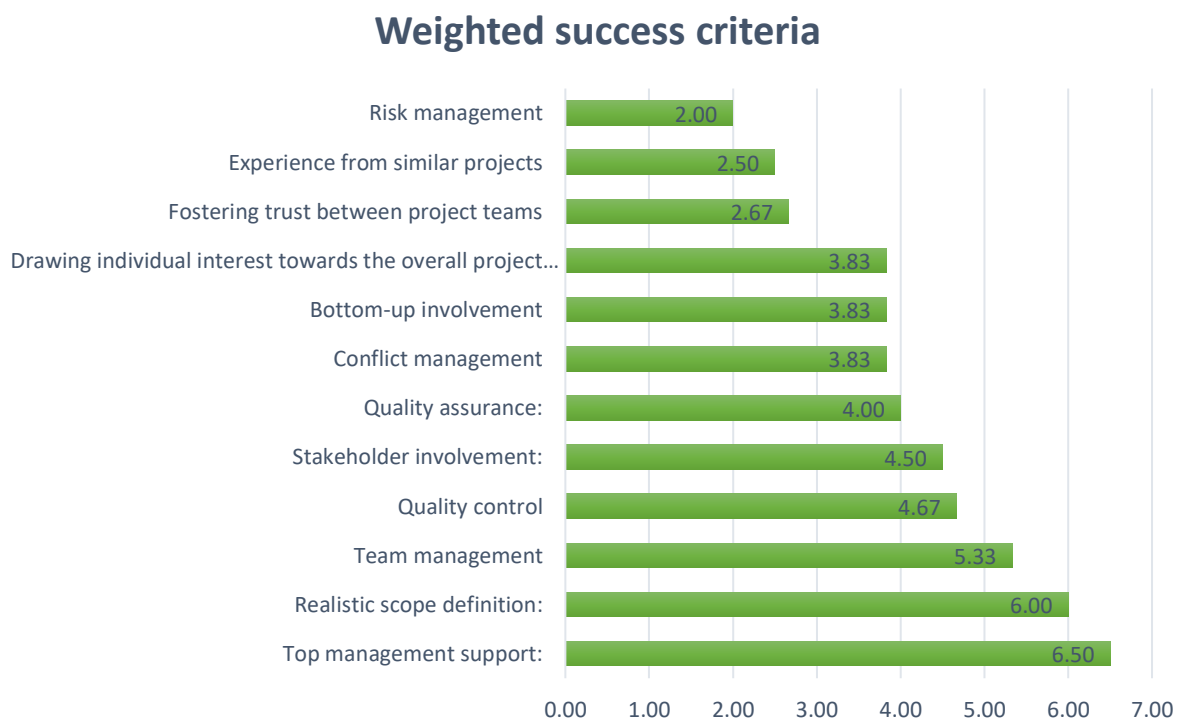 Weighted success criteria
Risk management
2.00
Experience from similar projects
2.50
Fostering trust between project teams
2.67
Drawing individual interest towards the overall project...
3.83
Bottom-up involvement
3.83
Conflict management
3.83
Quality assurance:
4.00
Stakeholder involvement:
4.50
Quality control
4.67
Team management
5.33
Realistic scope definition:
6.00
Top management support:
6.50
0.00 1.00 2.00 3.00 4.00 5.00 6.00 7.00